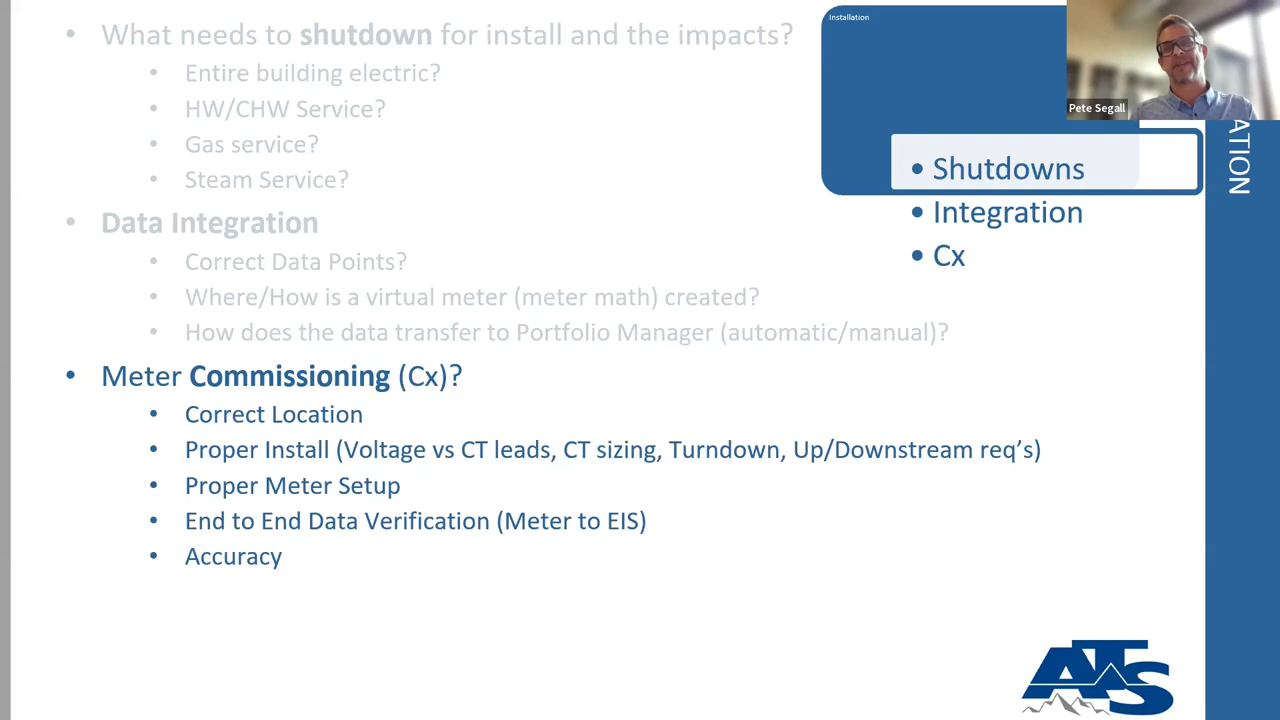 • What needs to shutdown for install and the impacts?
• Entire building electric?
• HW/CHW Service?
• Gas service?
• Steam Service?
• Data Integration
• Correct Data Points?
• Where/How is a virtual meter (meter math) created?
• How does the data transfer to Portfolio Manager (automatic/manual)?
• Meter Commissioning (Cx)?
• Correct Location
• Proper Install (Voltage vs CT leads, CT sizing, Turndown, Up/Downstream req’s)
• Proper Meter Setup
• End to End Data Verification (Meter to EIS)
• Accuracy
Installation
• Shutdowns
• Integration
• Cx
Pete Segall
ATION
ATS